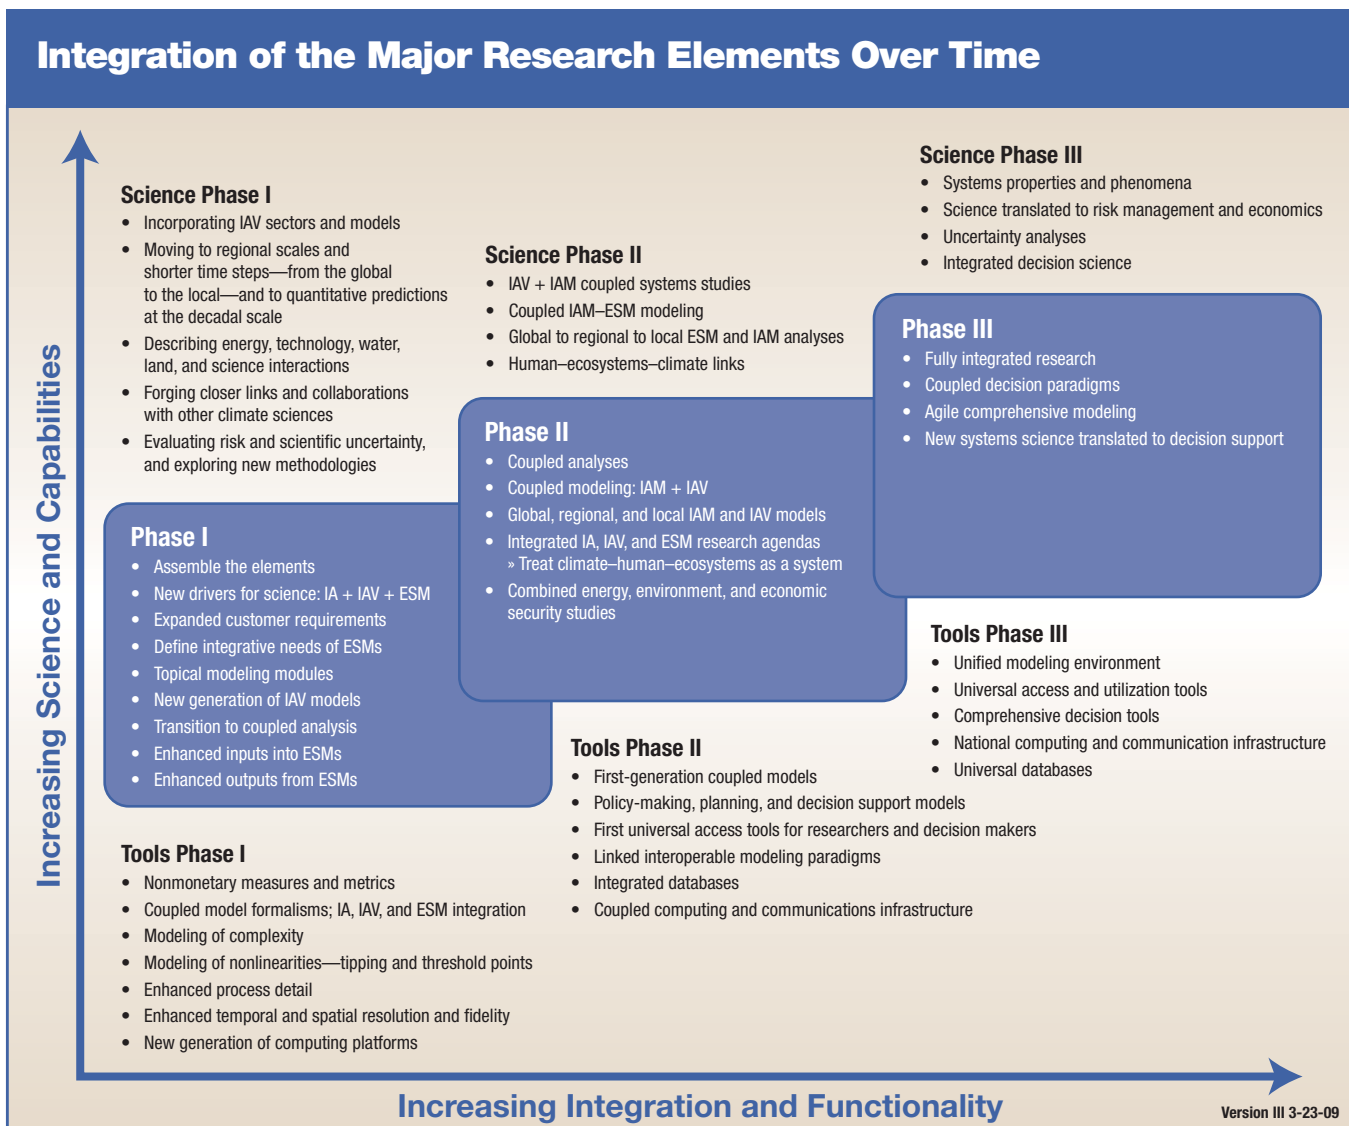 Integration of the Major Research Elements Over Time
Increasing Science and Capabilities
Science Phase I
• Incorporating IAV sectors and models
• Moving to regional scales and
shorter time steps—from the global
to the local—and to quantitative predictions
at the decadal scale
• Describing energy, technology, water,
land, and science interactions
• Forging closer links and collaborations
with other climate sciences
• Evaluating risk and scientific uncertainty,
and exploring new methodologies
Phase I
• Assemble the elements
• New drivers for science: IA + IAV + ESM
• Expanded customer requirements
• Define integrative needs of ESMs
• Topical modeling modules
• New generation of IAV models
• Transition to coupled analysis
• Enhanced inputs into ESMs
• Enhanced outputs from ESMs
Tools Phase I
• Nonmonetary measures and metrics
• Coupled model formalisms; IA, IAV, and ESM integration
• Modeling of complexity
• Modeling of nonlinearities—tipping and threshold points
• Enhanced process detail
• Enhanced temporal and spatial resolution and fidelity
• New generation of computing platforms
Science Phase II
• IAV + IAM coupled systems studies
• Coupled IAM–ESM modeling
• Global to regional to local ESM and IAM analyses
• Human–ecosystems–climate links
Phase II
• Coupled analyses
• Coupled modeling: IAM + IAV
• Global, regional, and local IAM and IAV models
• Integrated IA, IAV, and ESM research agendas
» Treat climate–human–ecosystems as a system
• Combined energy, environment, and economic
security studies
Tools Phase II
• First-generation coupled models
• Policy-making, planning, and decision support models
• First universal access tools for researchers and decision makers
• Linked interoperable modeling paradigms
• Integrated databases
• Coupled computing and communications infrastructure
Science Phase III
• Systems properties and phenomena
• Science translated to risk management and economics
• Uncertainty analyses
• Integrated decision science
Phase III
• Fully integrated research
• Coupled decision paradigms
• Agile comprehensive modeling
• New systems science translated to decision support
Tools Phase III
• Unified modeling environment
• Universal access and utilization tools
• Comprehensive decision tools
• National computing and communication infrastructure
• Universal databases
Increasing Integration and Functionality
Version III 3-23-09